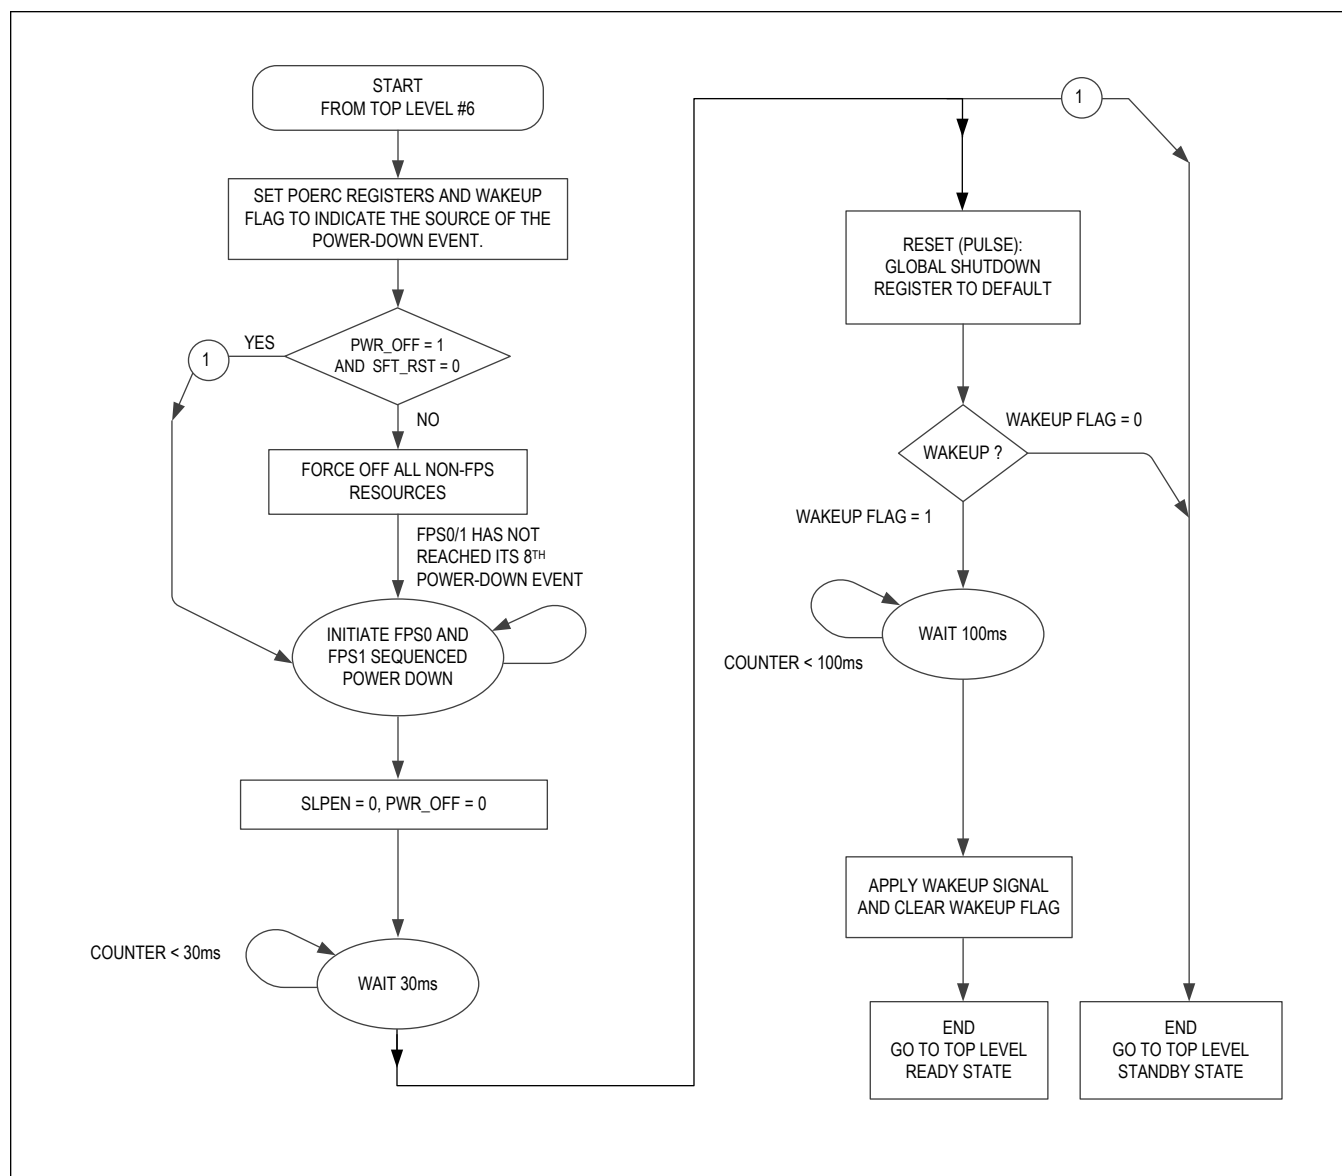 START
FROM TOP LEVEL #6
SET POERC REGISTERS AND WAKEUP
FLAG TO INDICATE THE SOURCE OF THE
POWER-DOWN EVENT.
YES
1
PWR_OFF = 1
AND SFT_RST = 0
NO
FORCE OFF ALL NON-FPS
RESOURCES
FPS0/1 HAS NOT
REACHED ITS 8TH
POWER-DOWN EVENT
INITIATE FPS0 AND
FPS1 SEQUENCED
POWER DOWN
SLPEN = 0, PWR_OFF = 0
COUNTER < 30ms
WAIT 30ms
1
RESET (PULSE):
GLOBAL SHUTDOWN
REGISTER TO DEFAULT
WAKEUP FLAG = 0
WAKEUP ?
WAKEUP FLAG = 1
WAIT 100ms
COUNTER < 100ms
APPLY WAKEUP SIGNAL
AND CLEAR WAKEUP FLAG
END
GO TO TOP LEVEL
READY STATE
END
GO TO TOP LEVEL
STANDBY STATE